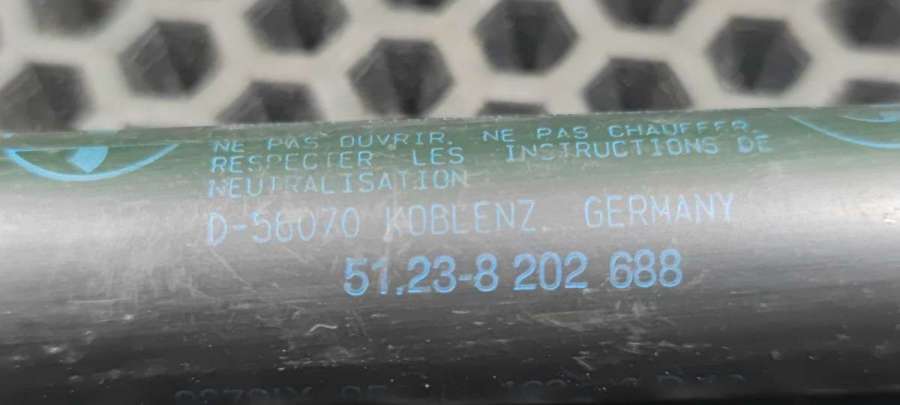 NE PAS OUVRIR. NE PAS CHAUFFER.
RESPECTER LES INSTRUCTIONS DE
NEUTRALISATION
D-56070 KOBLENZ. GERMANY
51.23-8 202 688